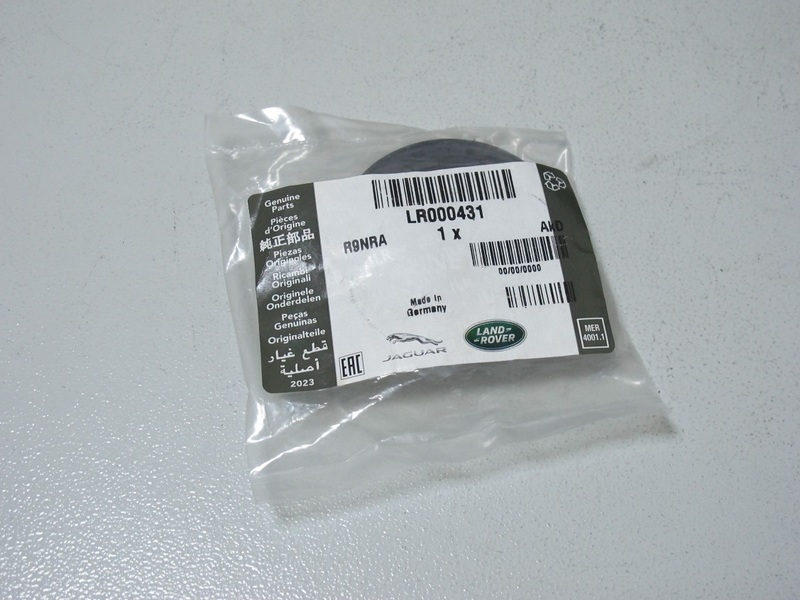 Genuine
Parts
Pièces
d'Origine
純正部品
Piezas
Originales
Ricambi
Originali
Originele
Onderdelen
Peças
Genuinas
Originalteile
قطع غيار
أصلية
2023
LR000431
1 x
R9NRA
00/00/0000
Made in
Germany
EAC
JAGUAR
LAND-
-ROVER
MER
4001.1